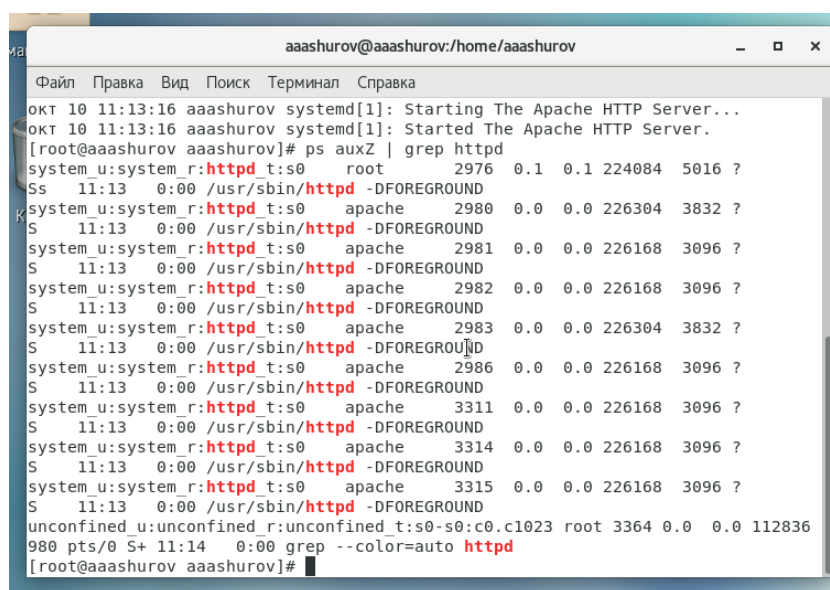 aaashurov@aaashurov:/home/aaashurov
Файл Правка Вид Поиск Терминал Справка
окт 10 11:13:16 aaashurov systemd[1]: Starting The Apache HTTP Server...
окт 10 11:13:16 aaashurov systemd[1]: Started The Apache HTTP Server.
[root@aaashurov aaashurov]# ps auxZ | grep httpd
system_u:system_r:httpd_t:s0    root       2976  0.1  0.1 224084  5016 ?
Ss   11:13   0:00 /usr/sbin/httpd -DFOREGROUND
system_u:system_r:httpd_t:s0    apache     2980  0.0  0.0 226304  3832 ?
S    11:13   0:00 /usr/sbin/httpd -DFOREGROUND
system_u:system_r:httpd_t:s0    apache     2981  0.0  0.0 226168  3096 ?
S    11:13   0:00 /usr/sbin/httpd -DFOREGROUND
system_u:system_r:httpd_t:s0    apache     2982  0.0  0.0 226168  3096 ?
S    11:13   0:00 /usr/sbin/httpd -DFOREGROUND
system_u:system_r:httpd_t:s0    apache     2983  0.0  0.0 226304  3832 ?
S    11:13   0:00 /usr/sbin/httpd -DFOREGROUND
system_u:system_r:httpd_t:s0    apache     2986  0.0  0.0 226168  3096 ?
S    11:13   0:00 /usr/sbin/httpd -DFOREGROUND
system_u:system_r:httpd_t:s0    apache     3311  0.0  0.0 226168  3096 ?
S    11:13   0:00 /usr/sbin/httpd -DFOREGROUND
system_u:system_r:httpd_t:s0    apache     3314  0.0  0.0 226168  3096 ?
S    11:13   0:00 /usr/sbin/httpd -DFOREGROUND
system_u:system_r:httpd_t:s0    apache     3315  0.0  0.0 226168  3096 ?
S    11:13   0:00 /usr/sbin/httpd -DFOREGROUND
unconfined_u:unconfined_r:unconfined_t:s0-s0:c0.c1023 root 3364 0.0  0.0 112836
980 pts/0 S+ 11:14   0:00 grep --color=auto httpd
[root@aaashurov aaashurov]#